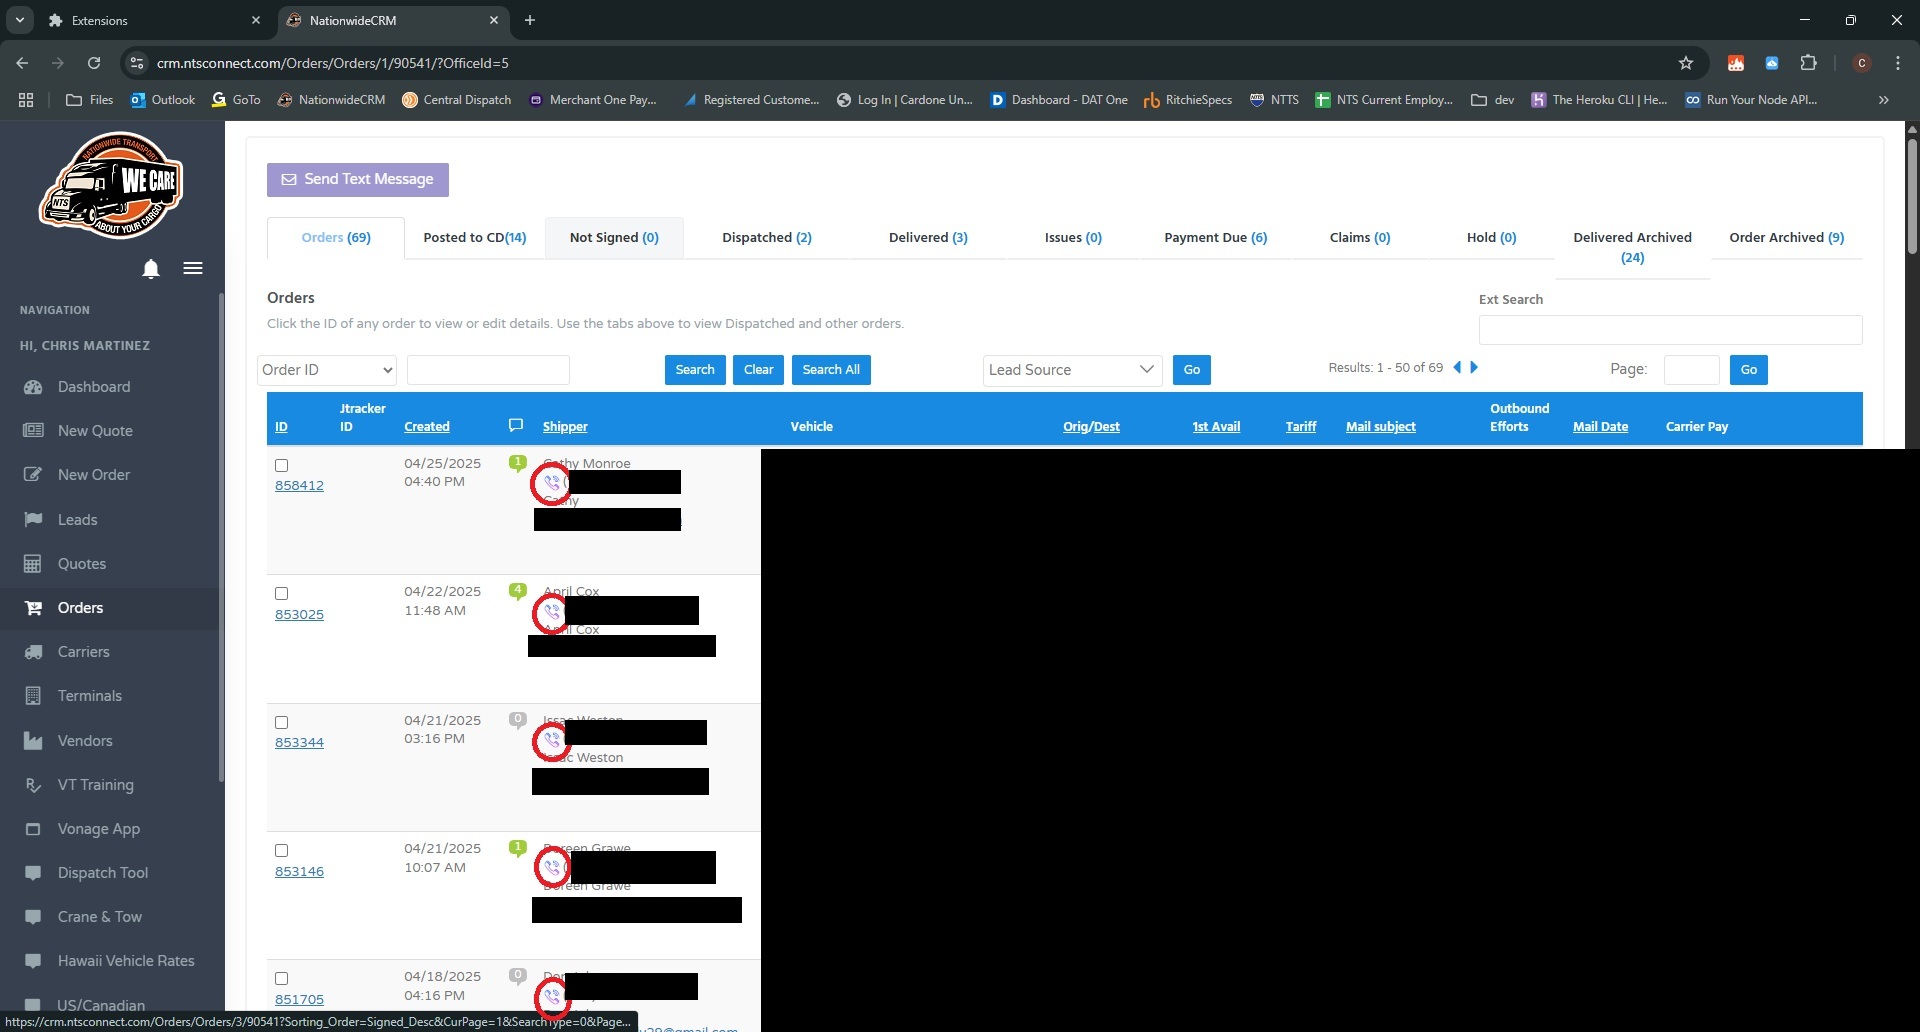 Extensions
NationwideCRM
crm.ntsconnect.com/Orders/Orders/1/90541/?OfficeId=5
C
Files
Outlook
GoTo
NationwideCRM
Central Dispatch
Merchant One Pay...
Registered Custome...
Log In | Cardone Un...
Dashboard - DAT One
RitchieSpecs
NTTS
NTS Current Employ...
dev
The Heroku CLI | He...
Run Your Node API...
NATIONWIDE TRANSPORT
WE CARE
NTS
ABOUT YOUR CARGO
NAVIGATION
HI, CHRIS MARTINEZ
Dashboard
New Quote
New Order
Leads
Quotes
Orders
Carriers
Terminals
Vendors
VT Training
Vonage App
Dispatch Tool
Crane & Tow
Hawaii Vehicle Rates
US/Canadian
Send Text Message
Orders (69)
Posted to CD(14)
Not Signed (0)
Dispatched (2)
Delivered (3)
Issues (0)
Payment Due (6)
Claims (0)
Hold (0)
Delivered Archived
(24)
Order Archived (9)
Orders
Click the ID of any order to view or edit details. Use the tabs above to view Dispatched and other orders.
Ext Search
Order ID
Search
Clear
Search All
Lead Source
Go
Results: 1 - 50 of 69
Page:
Go
ID
Jtracker
ID
Created
Shipper
Vehicle
Orig/Dest
1st Avail
Tariff
Mail subject
Outbound
Efforts
Mail Date
Carrier Pay
858412
04/25/2025
04:40 PM
1
Cathy Monroe
(
Cathy
853025
04/22/2025
11:48 AM
4
April Cox
(
April Cox
853344
04/21/2025
03:16 PM
0
Issac Weston
Issac Weston
853146
04/21/2025
10:07 AM
1
Doreen Grawe
(
Doreen Grawe
851705
04/18/2025
04:16 PM
0
https://crm.ntsconnect.com/Orders/Orders/3/90541?Sorting_Order=Signed_Desc&CurPage=1&SearchType=0&Page...